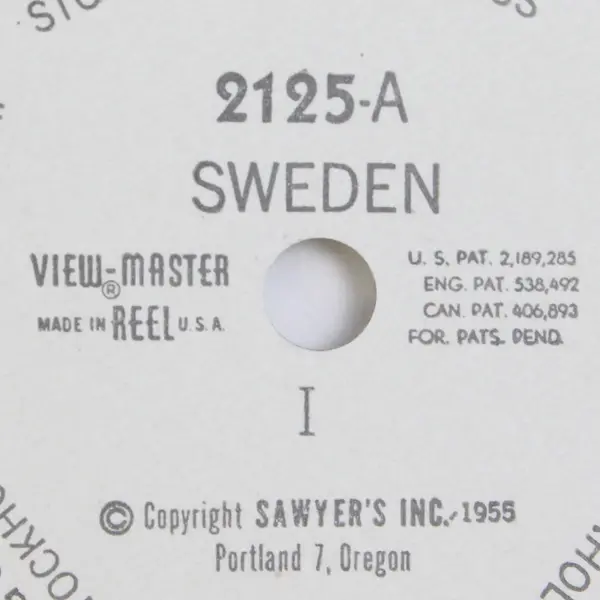 2125-A
SWEDEN
VIEW-MASTER®
MADE IN REEL U.S.A.
U. S. PAT. 2,189,285
ENG. PAT. 538,492
CAN. PAT. 406,893
FOR. PATS. PEND.
I
© Copyright SAWYER'S INC. 1955
Portland 7, Oregon